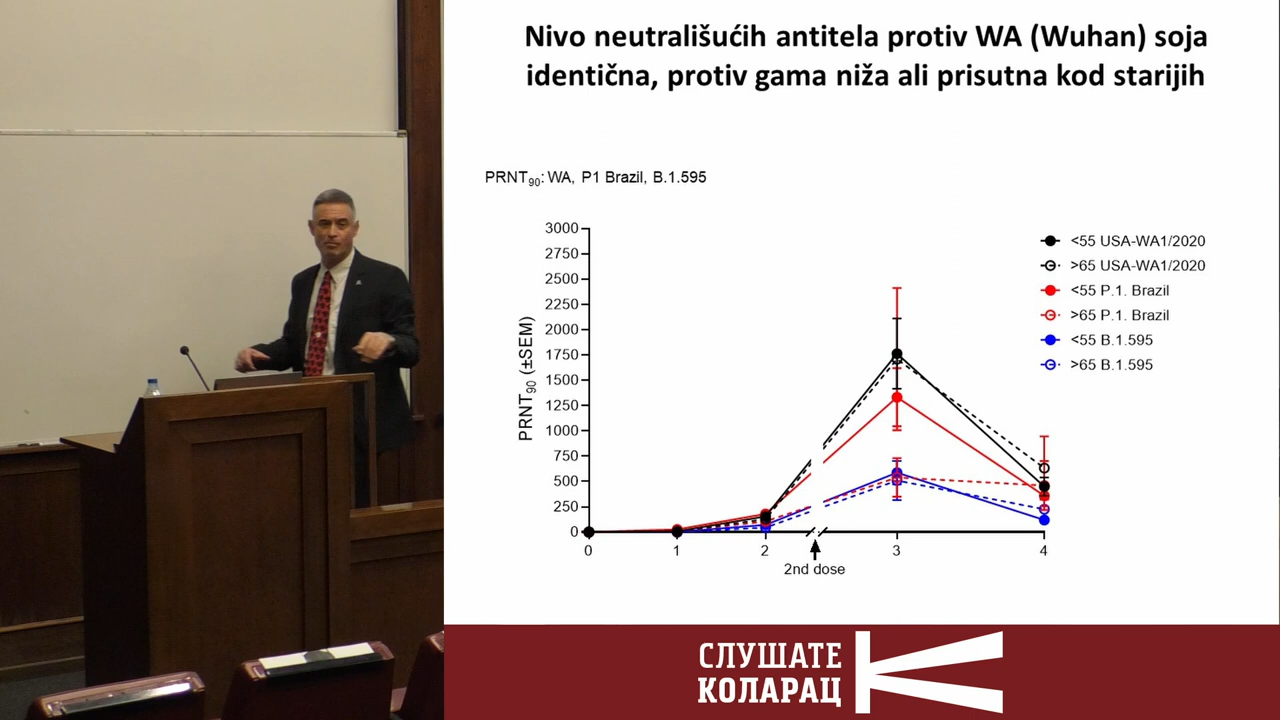 Nivo neutrališućih antitela protiv WA (Wuhan) soja
identična, protiv gama niža ali prisutna kod starijih
PRNT90: WA, P1 Brazil, B.1.595
PRNT90 (±SEM)
3000
2750
2500
2250
2000
1750
1500
1250
1000
750
500
250
0
0 1 2 3 4
2nd dose
<55 USA-WA1/2020
>65 USA-WA1/2020
<55 P.1. Brazil
>65 P.1. Brazil
<55 B.1.595
>65 B.1.595
СЛУШАТЕ
КОЛАРАЦ